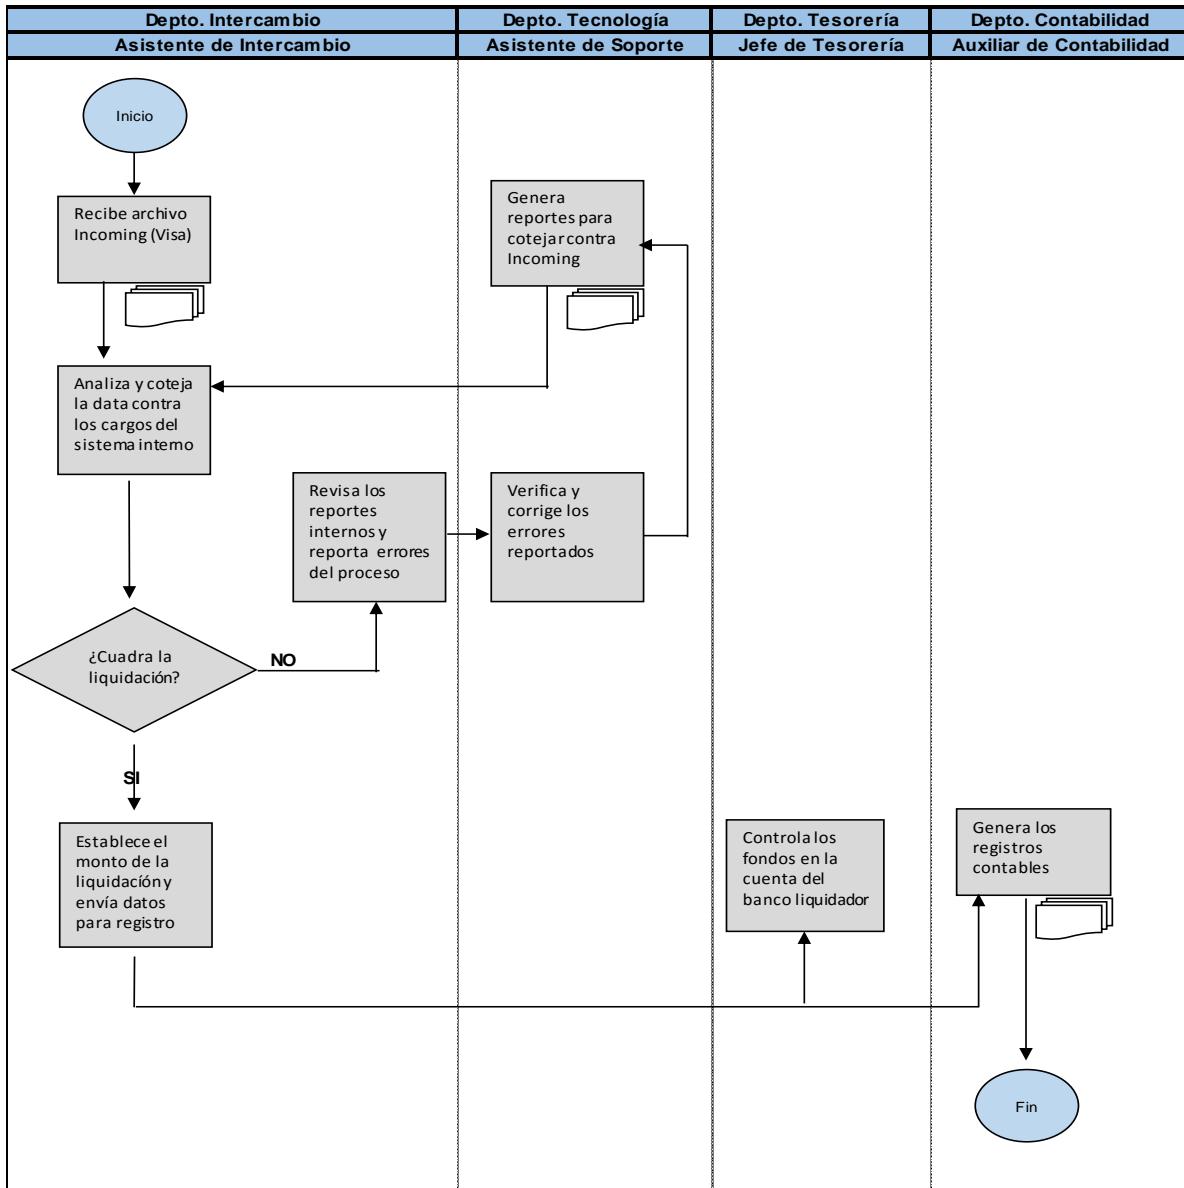 Depto. Intercambio
Depto. Tecnología
Depto. Tesorería
Depto. Contabilidad
Asistente de Intercambio
Asistente de Soporte
Jefe de Tesorería
Auxiliar de Contabilidad
Inicio
Recibe archivo
Incoming (Visa)
Genera
reportes para
cotejar contra
Incoming
Analiza y coteja
la data contra
los cargos del
sistema interno
Revisa los
reportes
internos y
reporta errores
del proceso
Verifica y
corrige los
errores
reportados
¿Cuadra la
liquidación?
NO
SI
Establece el
monto de la
liquidacíón y
envía datos
para registro
Controla los
fondos en la
cuenta del
banco liquidador
Genera los
registros
contables
Fin